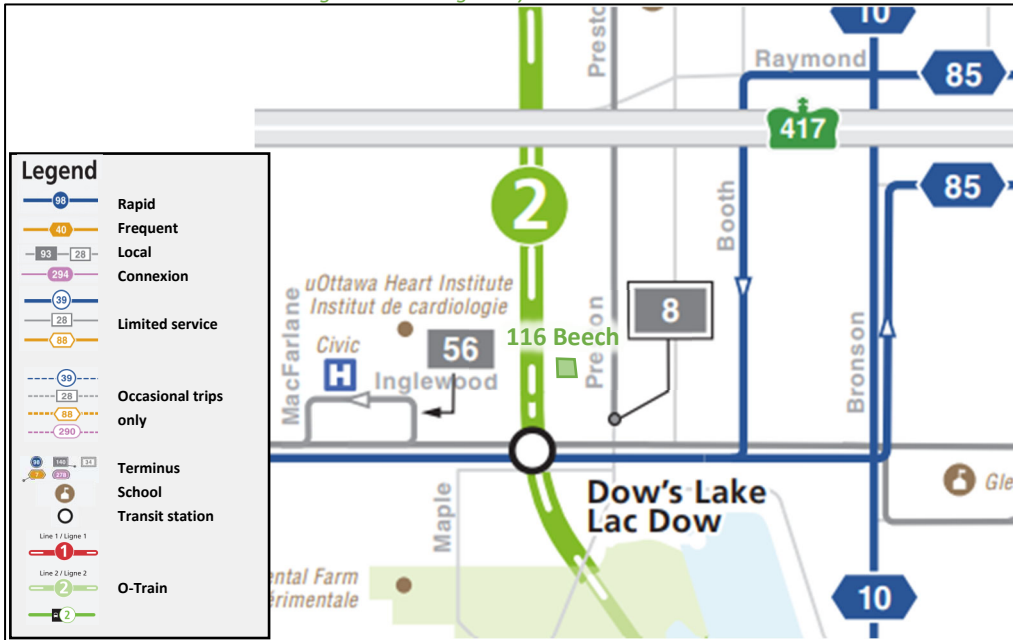 10
Presto
Raymond
85
417
Legend
98
Rapid
40
Frequent
93
28
Local
294
Connexion
39
28
Limited service
88
39
28
Occasional trips
88
only
290
Terminus
School
Transit station
Line 1 / Ligne 1
1
Line 2 / Ligne 2
2
O-Train
2
2
85
Booth
uOttawa Heart Institute
Institut de cardiologie
MacFarlane
Civic
H
56
Inglewood
116 Beech
8
Bronson
Dow's Lake
Lac Dow
Maple
Gle
ental Farm
érimentale
10